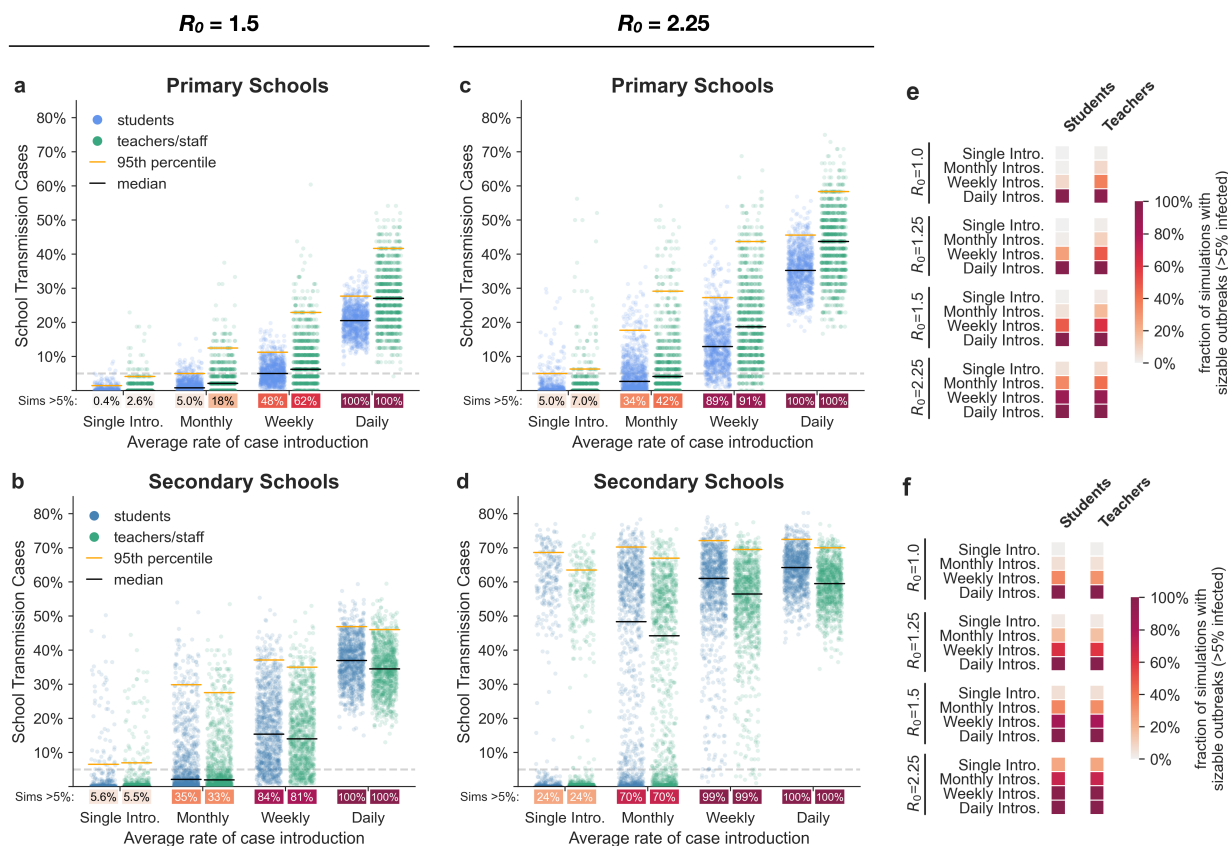 R0 = 1.5
R0 = 2.25
a
Primary Schools
students
teachers/staff
95th percentile
median
School Transmission Cases
80%
70%
60%
50%
40%
30%
20%
10%
Sims >5%: 0.4% 2.6% 5.0% 18% 48% 62% 100% 100%
Single Intro. Monthly Weekly Daily
Average rate of case introduction
c
Primary Schools
School Transmission Cases
80%
70%
60%
50%
40%
30%
20%
10%
Sims >5%: 5.0% 7.0% 34% 42% 89% 91% 100% 100%
Single Intro. Monthly Weekly Daily
Average rate of case introduction
e
Students Teachers
R0=1.0
Single Intro.
Monthly Intros.
Weekly Intros.
Daily Intros.
R0=1.25
Single Intro.
Monthly Intros.
Weekly Intros.
Daily Intros.
R0=1.5
Single Intro.
Monthly Intros.
Weekly Intros.
Daily Intros.
R0=2.25
Single Intro.
Monthly Intros.
Weekly Intros.
Daily Intros.
100%
80%
60%
40%
20%
0%
fraction of simulations with
sizable outbreaks (>5% infected)
b
Secondary Schools
students
teachers/staff
95th percentile
median
School Transmission Cases
80%
70%
60%
50%
40%
30%
20%
10%
Sims >5%: 5.6% 5.5% 35% 33% 84% 81% 100% 100%
Single Intro. Monthly Weekly Daily
Average rate of case introduction
d
Secondary Schools
School Transmission Cases
80%
70%
60%
50%
40%
30%
20%
10%
Sims >5%: 24% 24% 70% 70% 99% 99% 100% 100%
Single Intro. Monthly Weekly Daily
Average rate of case introduction
f
Students Teachers
R0=1.0
Single Intro.
Monthly Intros.
Weekly Intros.
Daily Intros.
R0=1.25
Single Intro.
Monthly Intros.
Weekly Intros.
Daily Intros.
R0=1.5
Single Intro.
Monthly Intros.
Weekly Intros.
Daily Intros.
R0=2.25
Single Intro.
Monthly Intros.
Weekly Intros.
Daily Intros.
100%
80%
60%
40%
20%
0%
fraction of simulations with
sizable outbreaks (>5% infected)